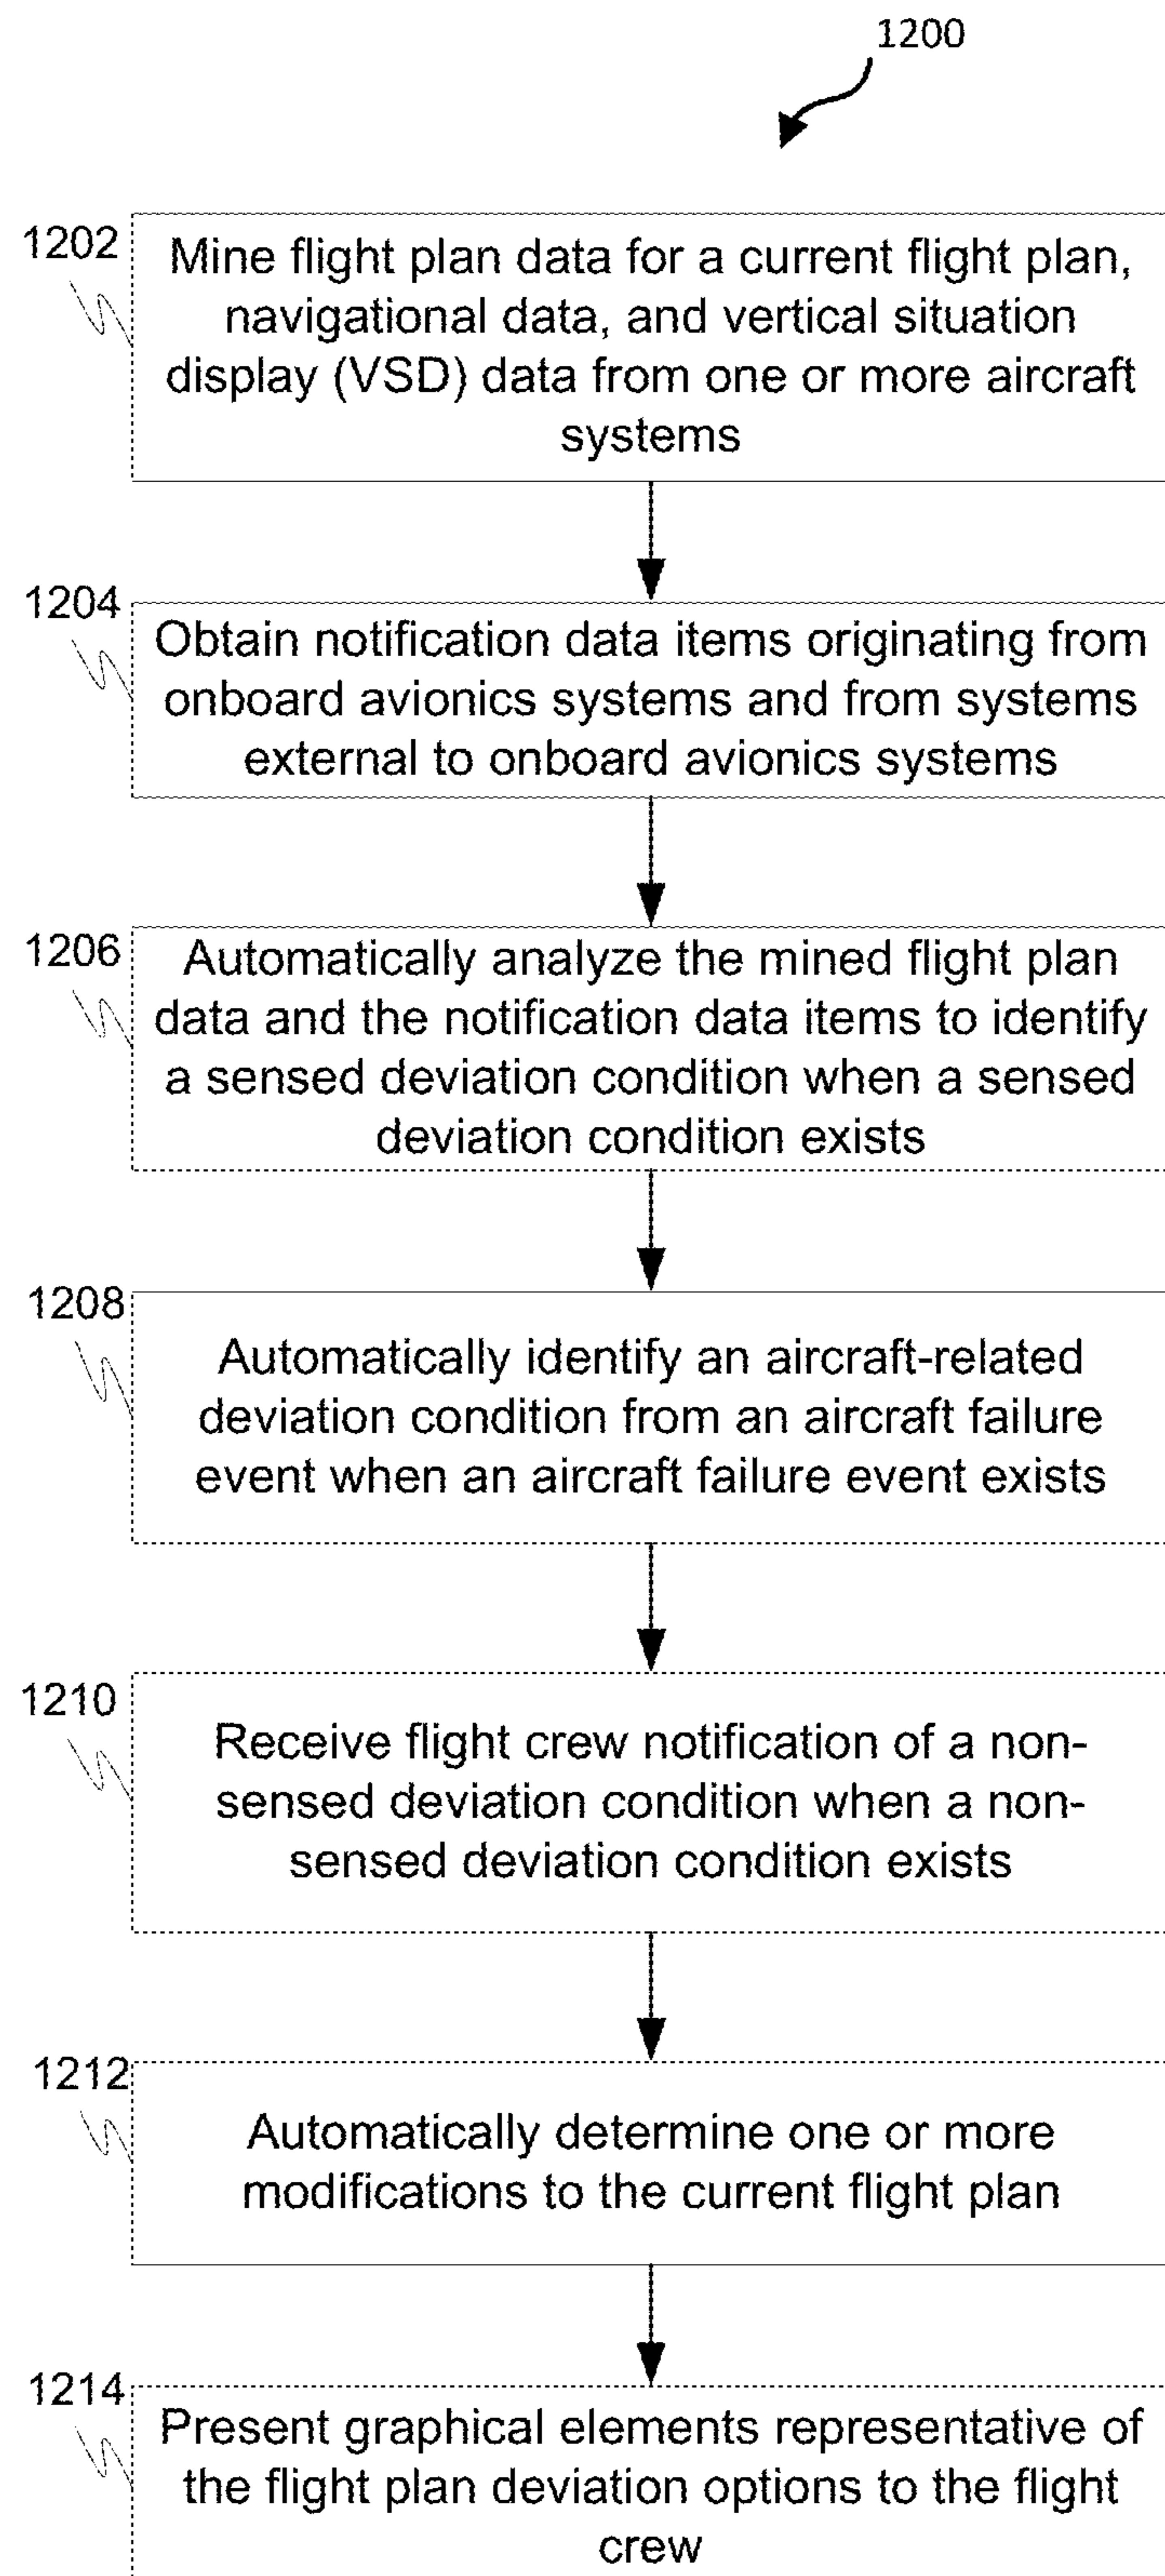 1200
1202
Mine flight plan data for a current flight plan,
navigational data, and vertical situation
display (VSD) data from one or more aircraft
systems
1204
Obtain notification data items originating from
onboard avionics systems and from systems
external to onboard avionics systems
1206
Automatically analyze the mined flight plan
data and the notification data items to identify
a sensed deviation condition when a sensed
deviation condition exists
1208
Automatically identify an aircraft-related
deviation condition from an aircraft failure
event when an aircraft failure event exists
1210
Receive flight crew notification of a non-
sensed deviation condition when a non-
sensed deviation condition exists
1212
Automatically determine one or more
modifications to the current flight plan
1214
Present graphical elements representative of
the flight plan deviation options to the flight
crew